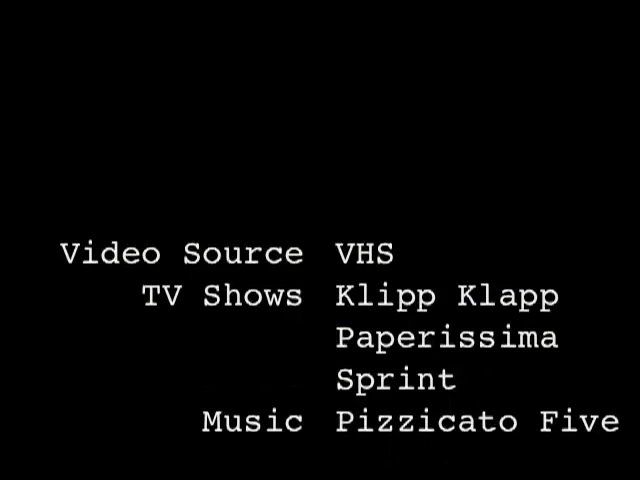 Video Source VHS
TV Shows Klipp Klapp
Paperissima
Sprint
Music Pizzicato Five